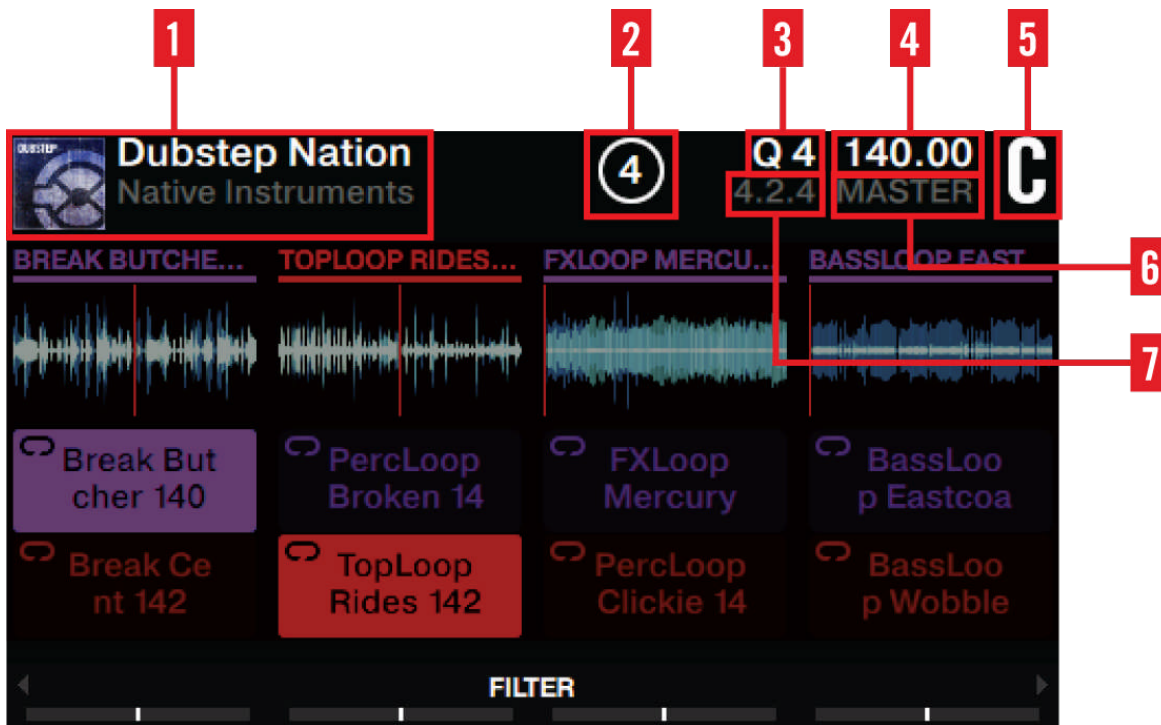 1 2 3 4 5
DUBSTEP
Dubstep Nation
Native Instruments
4
Q 4
140.00
C
4.2.4
MASTER
6
7
BREAK BUTCHE...
TOPLOOP RIDES...
FXLOOP MERCU...
BASSLOOP EAST
Break But
cher 140
PercLoop
Broken 14
FXLoop
Mercury
BassLoo
p Eastcoa
Break Ce
nt 142
TopLoop
Rides 142
PercLoop
Clickie 14
BassLoo
p Wobble
FILTER